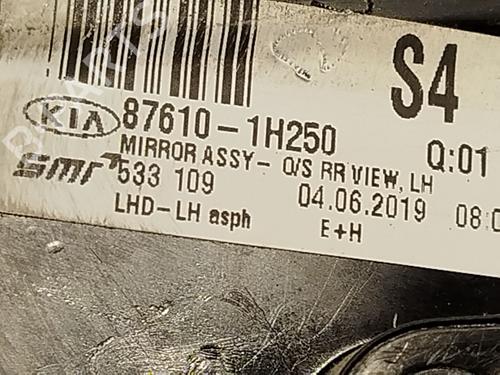 S4
KIA 87610-1H250
MIRROR ASSY- O/S RR VIEW, LH Q:01
smr 533 109 04.06.2019
LHD-LH asph E+H